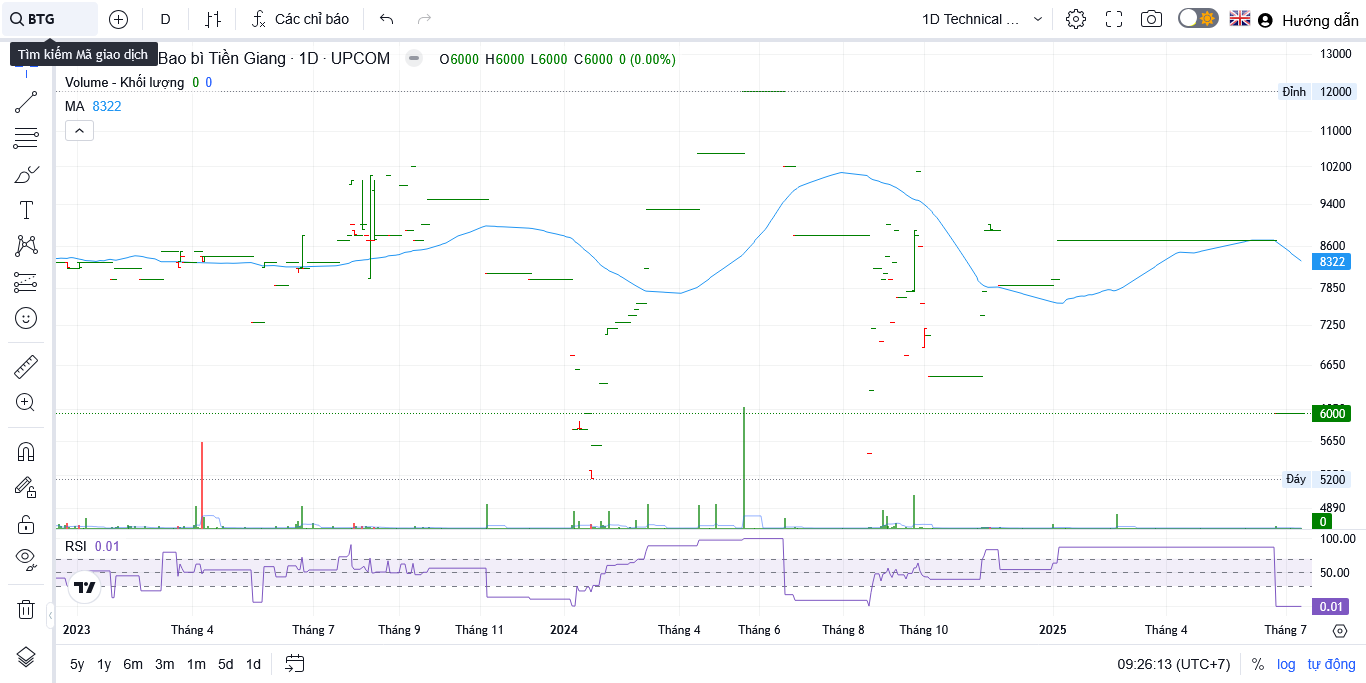 BTG
D
Các chỉ báo
1D Technical ...
Hướng dẫn
Tìm kiếm Mã giao dịch
Bao bì Tiền Giang · 1D · UPCOM
O6000 H6000 L6000 C6000 0 (0.00%)
Volume - Khối lượng 0 0
MA 8322
13000
Đỉnh 12000
11000
10200
9400
8600
8322
7850
7250
6650
6000
5650
Đáy 5200
4890
0
RSI 0.01
100.00
50.00
0.01
2023 Tháng 4 Tháng 7 Tháng 9 Tháng 11 2024 Tháng 4 Tháng 6 Tháng 8 Tháng 10 2025 Tháng 4 Tháng 7
5y 1y 6m 3m 1m 5d 1d
09:26:13 (UTC+7) % log tự động